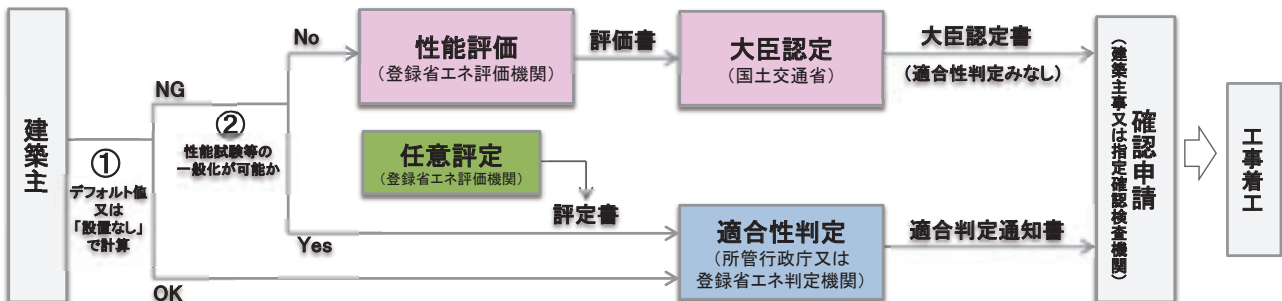 建築主
①
デフォルト値
又は
「設置なし」
で計算
NG
OK
②
性能試験等の
一般化が可能か
No
Yes
性能評価
(登録省エネ評価機関)
評価書
大臣認定
(国土交通省)
大臣認定書
(適合性判定みなし)
任意評定
(登録省エネ評価機関)
評定書
適合性判定
(所管行政庁又は
登録省エネ判定機関)
適合判定通知書
確認申請
(建築主事又は指定確認検査機関)
工事着工